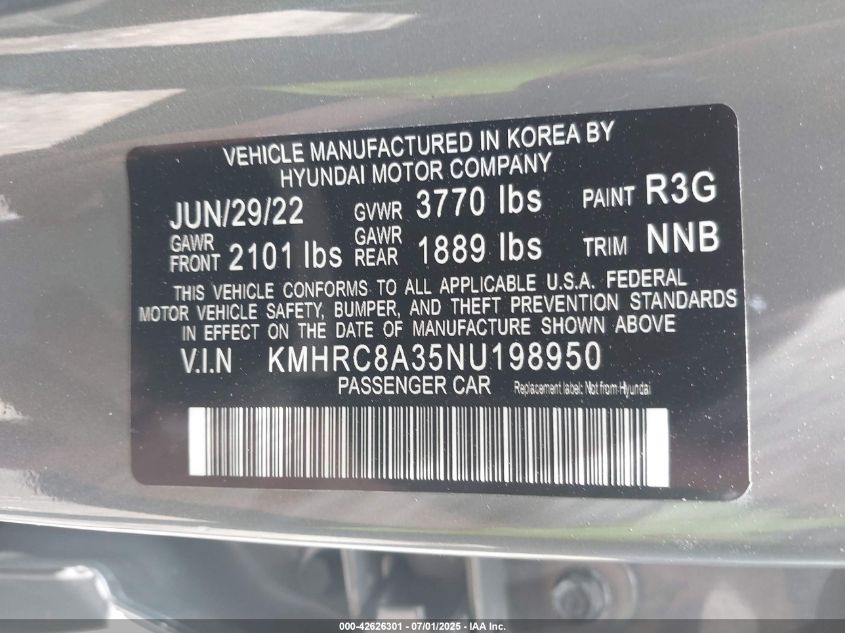 VEHICLE MANUFACTURED IN KOREA BY
HYUNDAI MOTOR COMPANY
JUN/29/22 GVWR 3770 lbs PAINT R3G
GAWR FRONT 2101 lbs GAWR REAR 1889 lbs TRIM NNB
THIS VEHICLE CONFORMS TO ALL APPLICABLE U.S.A. FEDERAL
MOTOR VEHICLE SAFETY, BUMPER, AND THEFT PREVENTION STANDARDS
IN EFFECT ON THE DATE OF MANUFACTURE SHOWN ABOVE
V.I.N KMHRC8A35NU198950
PASSENGER CAR Replacement label: Not from Hyundai
000-42626301 - 07/01/2025 - IAA Inc.